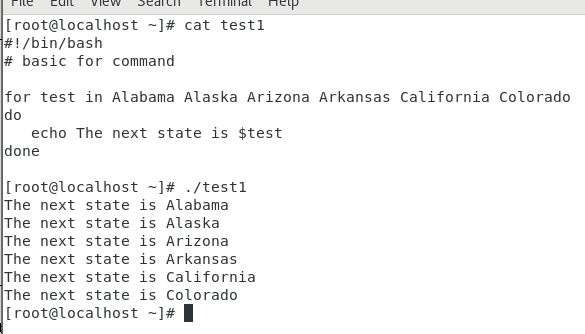 File Edit View Search Terminal Help
[root@localhost ~]# cat test1
#!/bin/bash
# basic for command

for test in Alabama Alaska Arizona Arkansas California Colorado
do
   echo The next state is $test
done

[root@localhost ~]# ./test1
The next state is Alabama
The next state is Alaska
The next state is Arizona
The next state is Arkansas
The next state is California
The next state is Colorado
[root@localhost ~]#